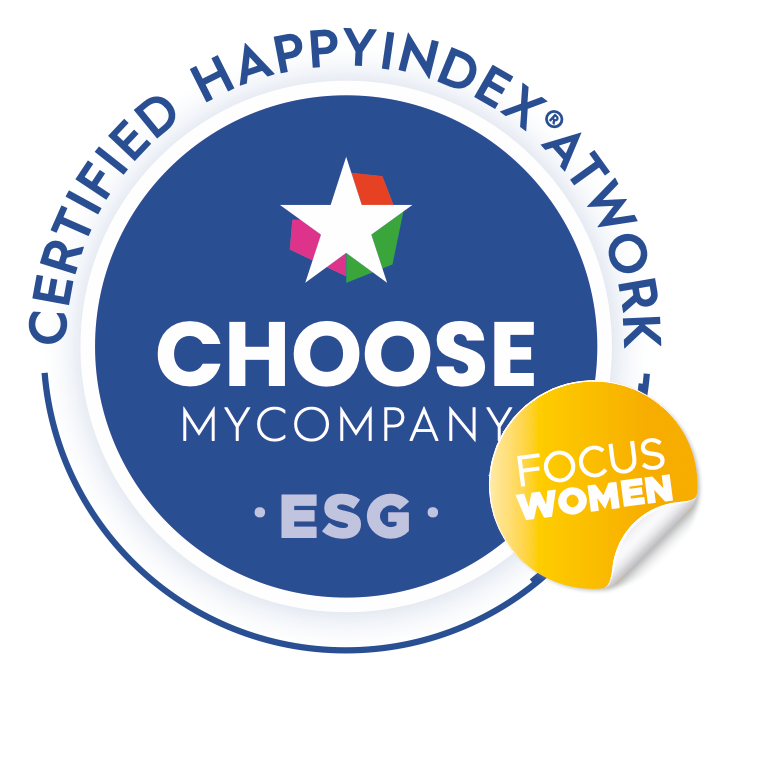 CERTIFIED HAPPYINDEX®ATWORK
CHOOSE
MYCOMPANY
· ESG ·
FOCUS
WOMEN